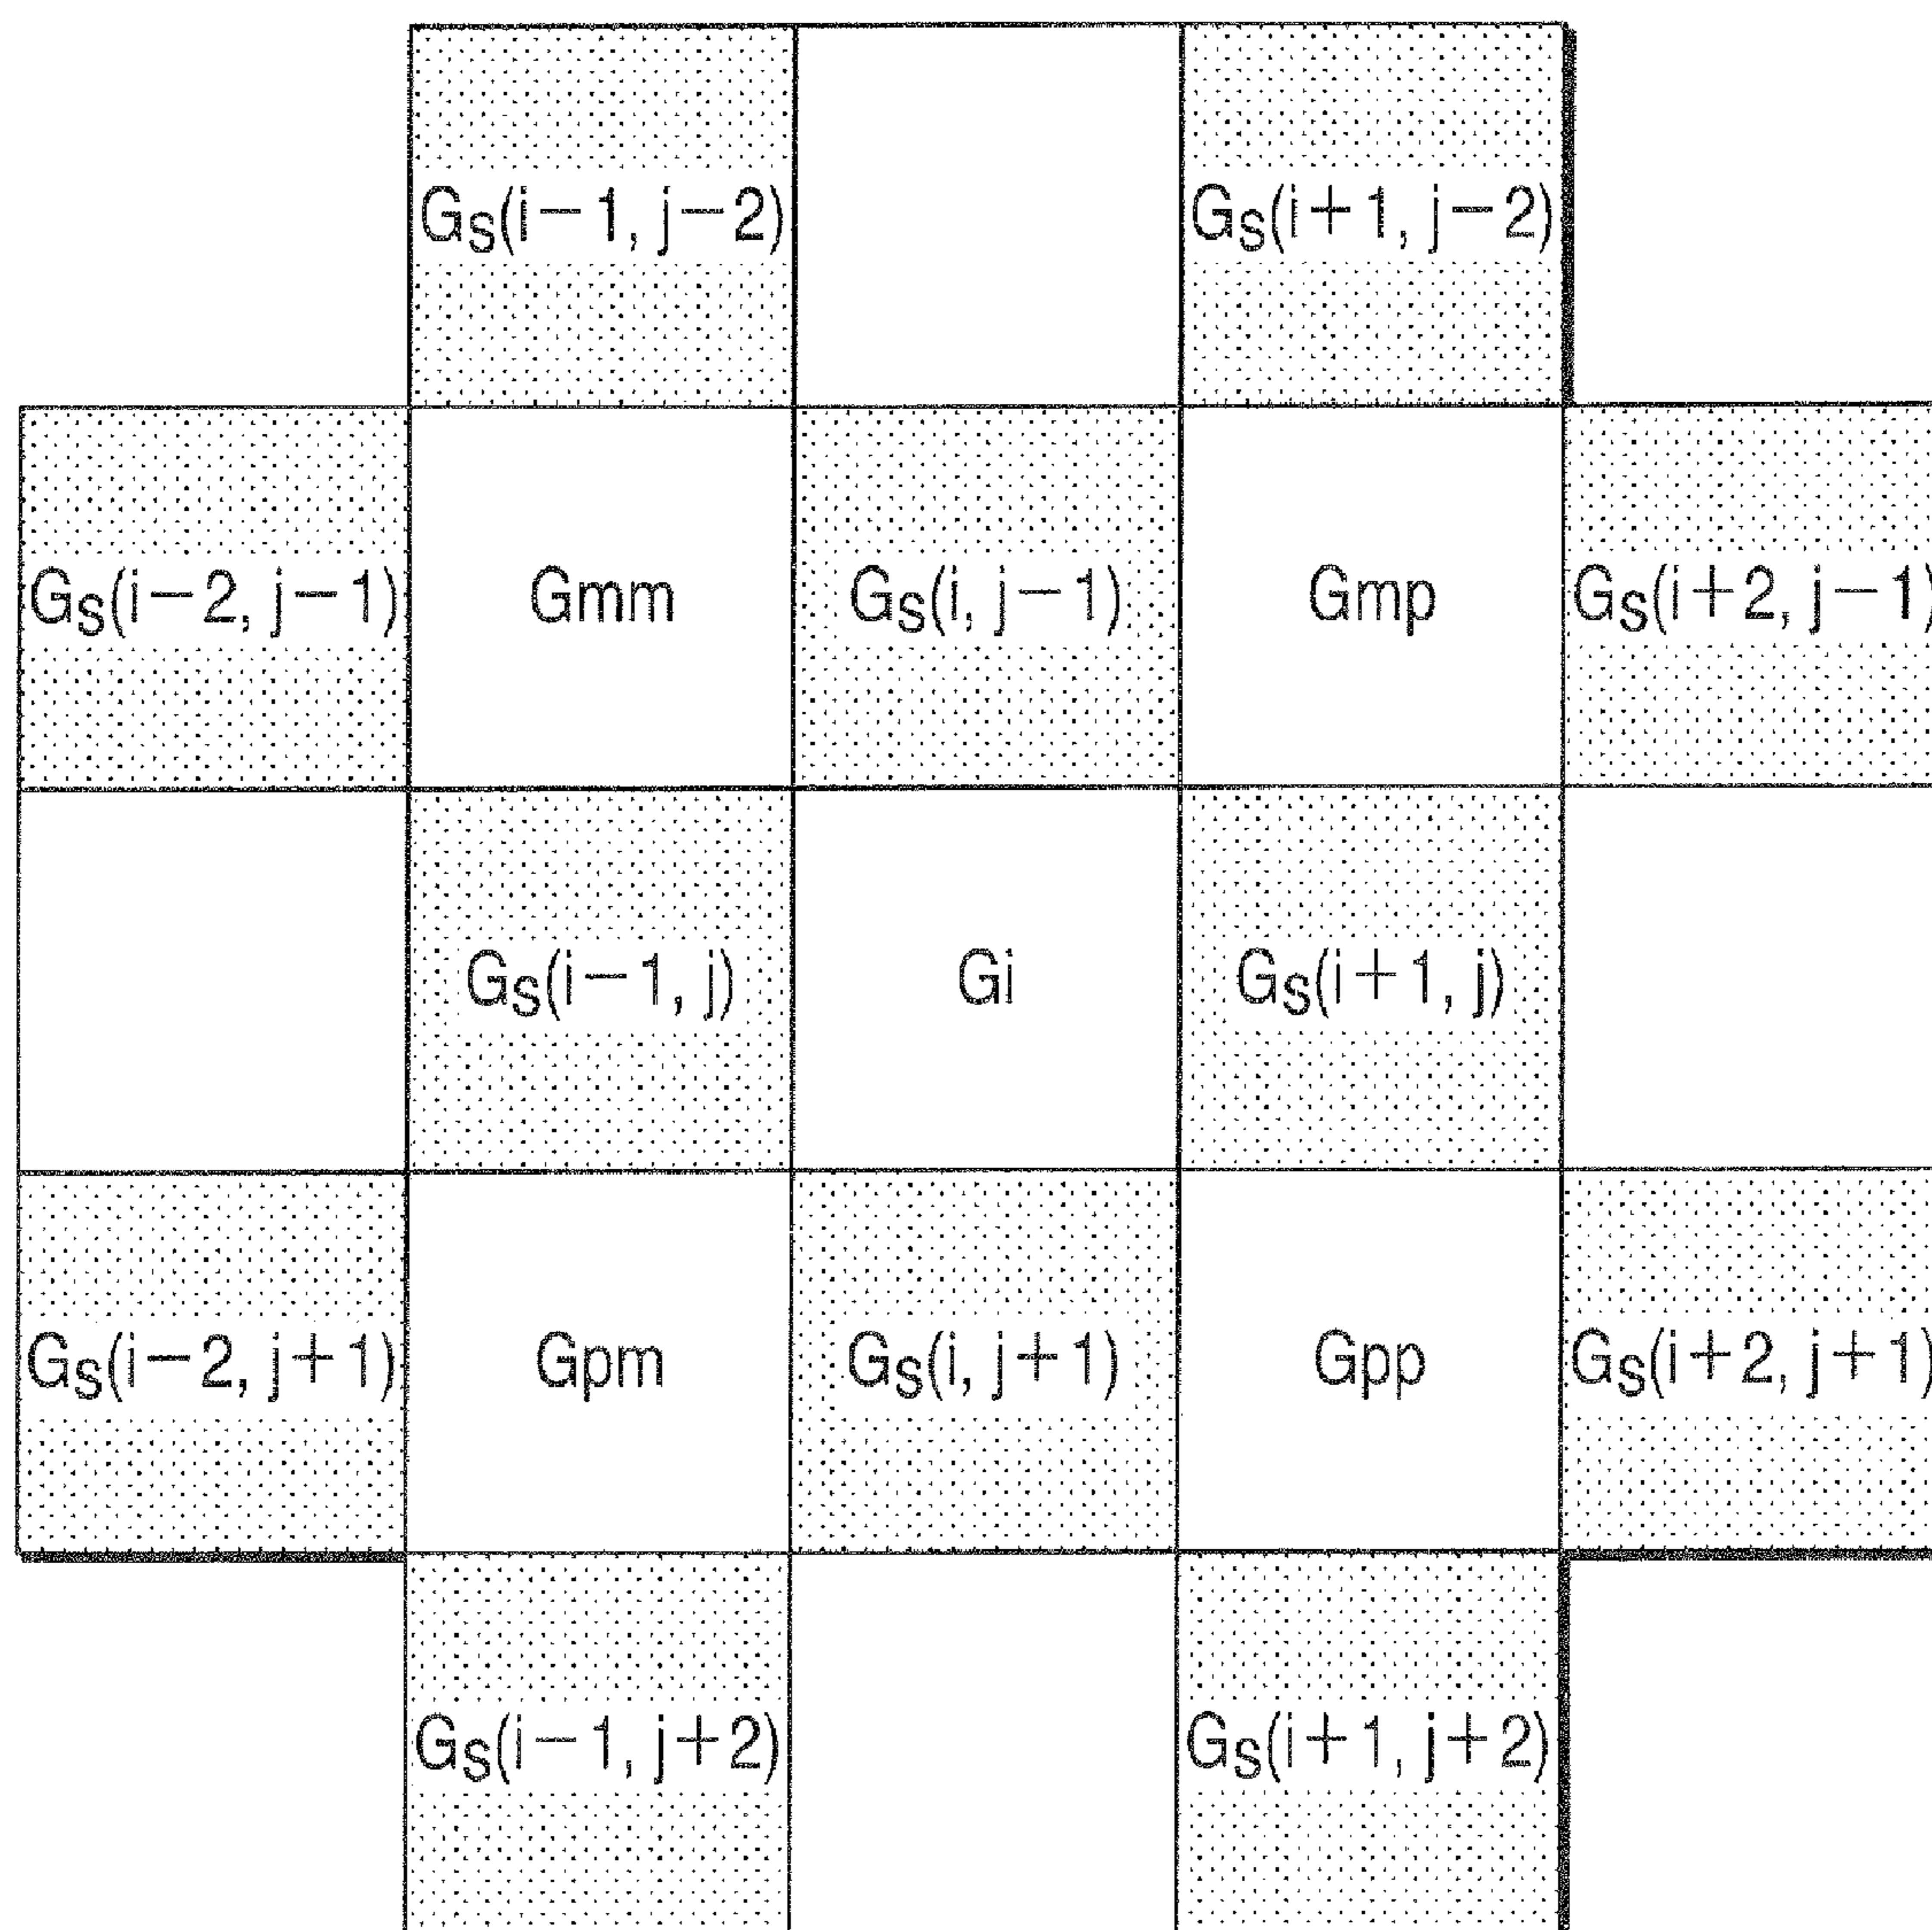 Gs(i−1, j−2) Gs(i+1, j−2)
Gs(i−2, j−1) Gmm Gs(i, j−1) Gmp Gs(i+2, j−1)
Gs(i−1, j) Gi Gs(i+1, j)
Gs(i−2, j+1) Gpm Gs(i, j+1) Gpp Gs(i+2, j+1)
Gs(i−1, j+2) Gs(i+1, j+2)